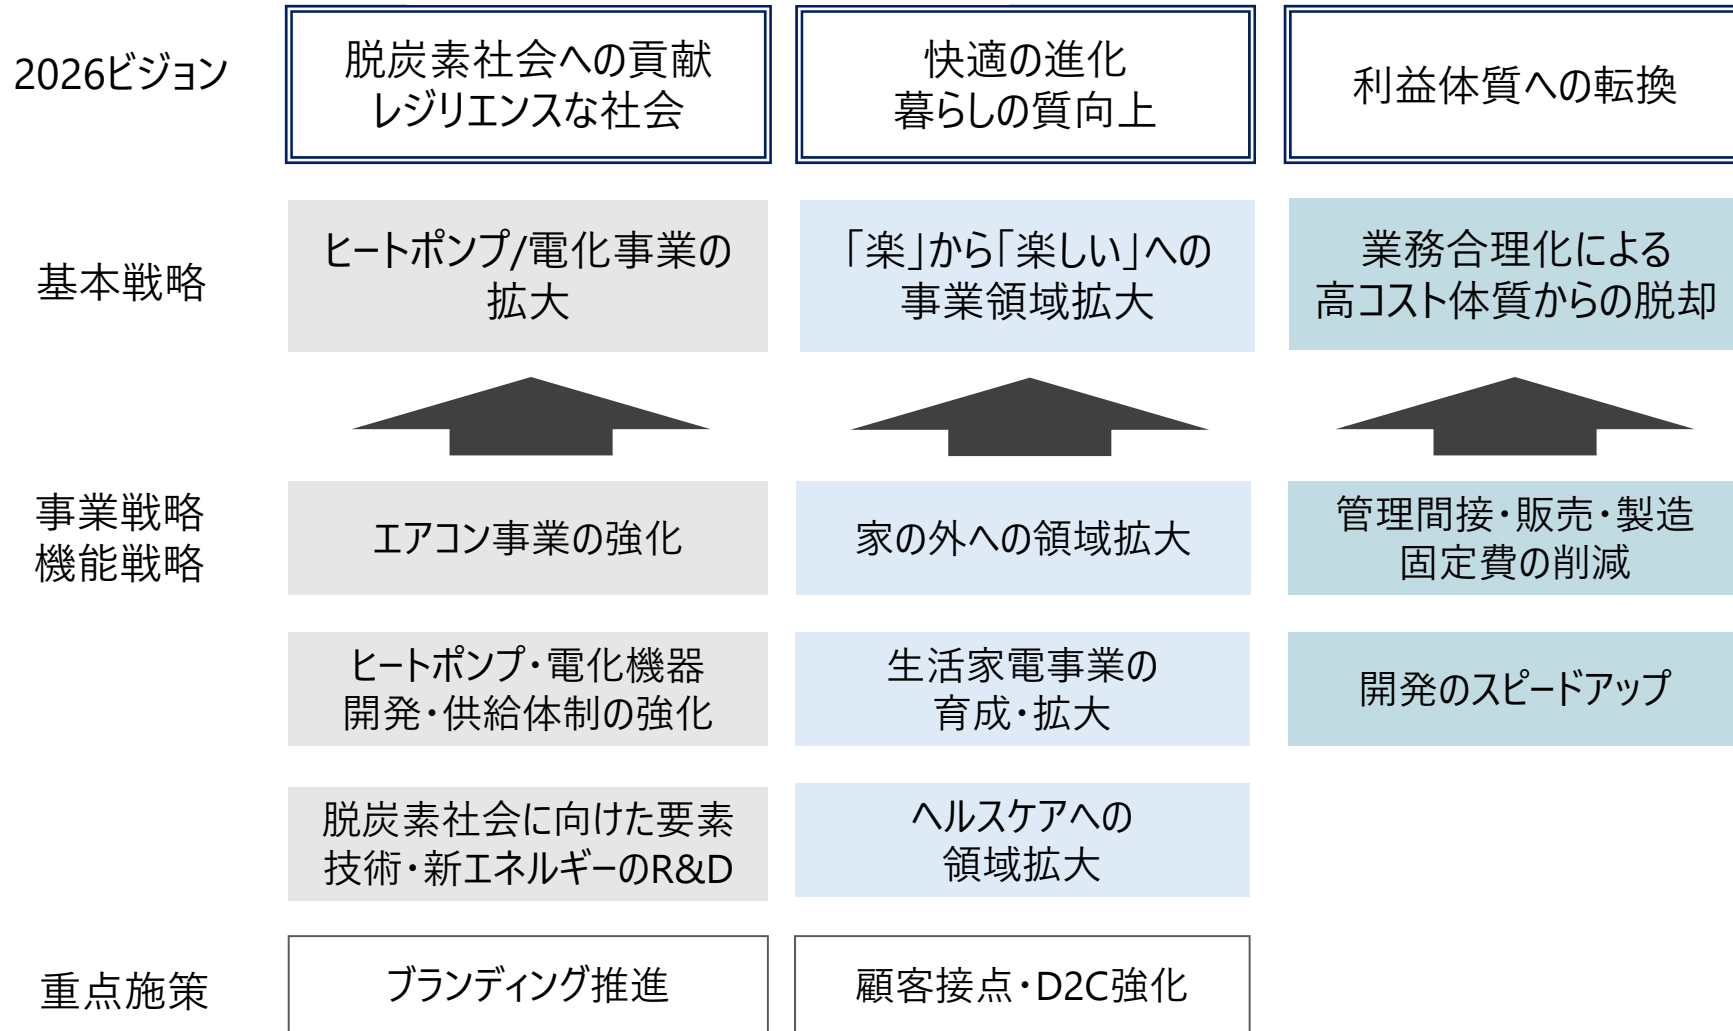 2026ビジョン
脱炭素社会への貢献
レジリエンスな社会
快適の進化
暮らしの質向上
利益体質への転換
基本戦略
ヒートポンプ/電化事業の
拡大
「楽」から「楽しい」への
事業領域拡大
業務合理化による
高コスト体質からの脱却
事業戦略
機能戦略
エアコン事業の強化
家の外への領域拡大
管理間接・販売・製造
固定費の削減
ヒートポンプ・電化機器
開発・供給体制の強化
生活家電事業の
育成・拡大
開発のスピードアップ
脱炭素社会に向けた要素
技術・新エネルギーのR&D
ヘルスケアへの
領域拡大
重点施策
ブランディング推進
顧客接点・D2C強化